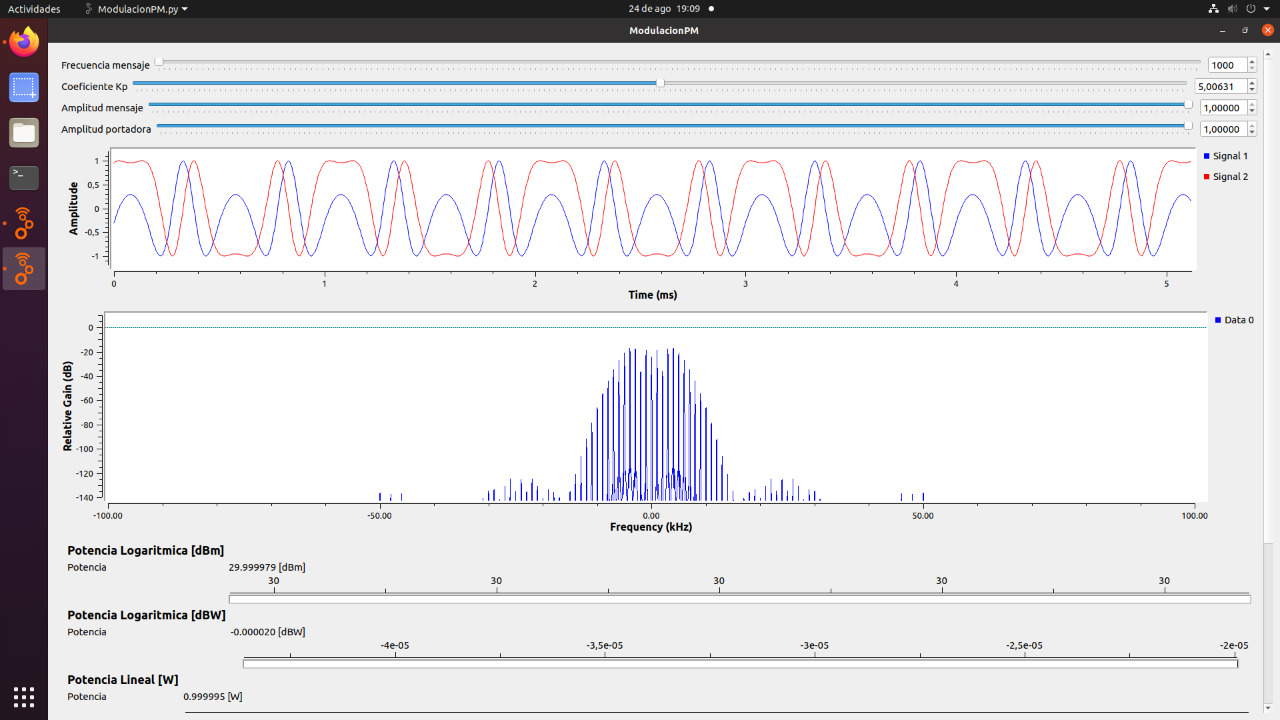 Actividades ModulacionPM.py 24 de ago 19:09
ModulacionPM
Frecuencia mensaje 1000
Coeficiente Kp 5,00631
Amplitud mensaje 1,00000
Amplitud portadora 1,00000
Signal 1
Signal 2
Amplitude
1
0,5
0
-0,5
-1
0 1 2 3 4 5
Time (ms)
Data 0
Relative Gain (dB)
0
-20
-40
-60
-80
-100
-120
-140
-100.00 -50.00 0.00 50.00 100.00
Frequency (kHz)
Potencia Logaritmica [dBm]
Potencia 29.999979 [dBm]
30 30 30 30 30
Potencia Logaritmica [dBW]
Potencia -0.000020 [dBW]
-4e-05 -3,5e-05 -3e-05 -2,5e-05 -2e-05
Potencia Lineal [W]
Potencia 0.999995 [W]